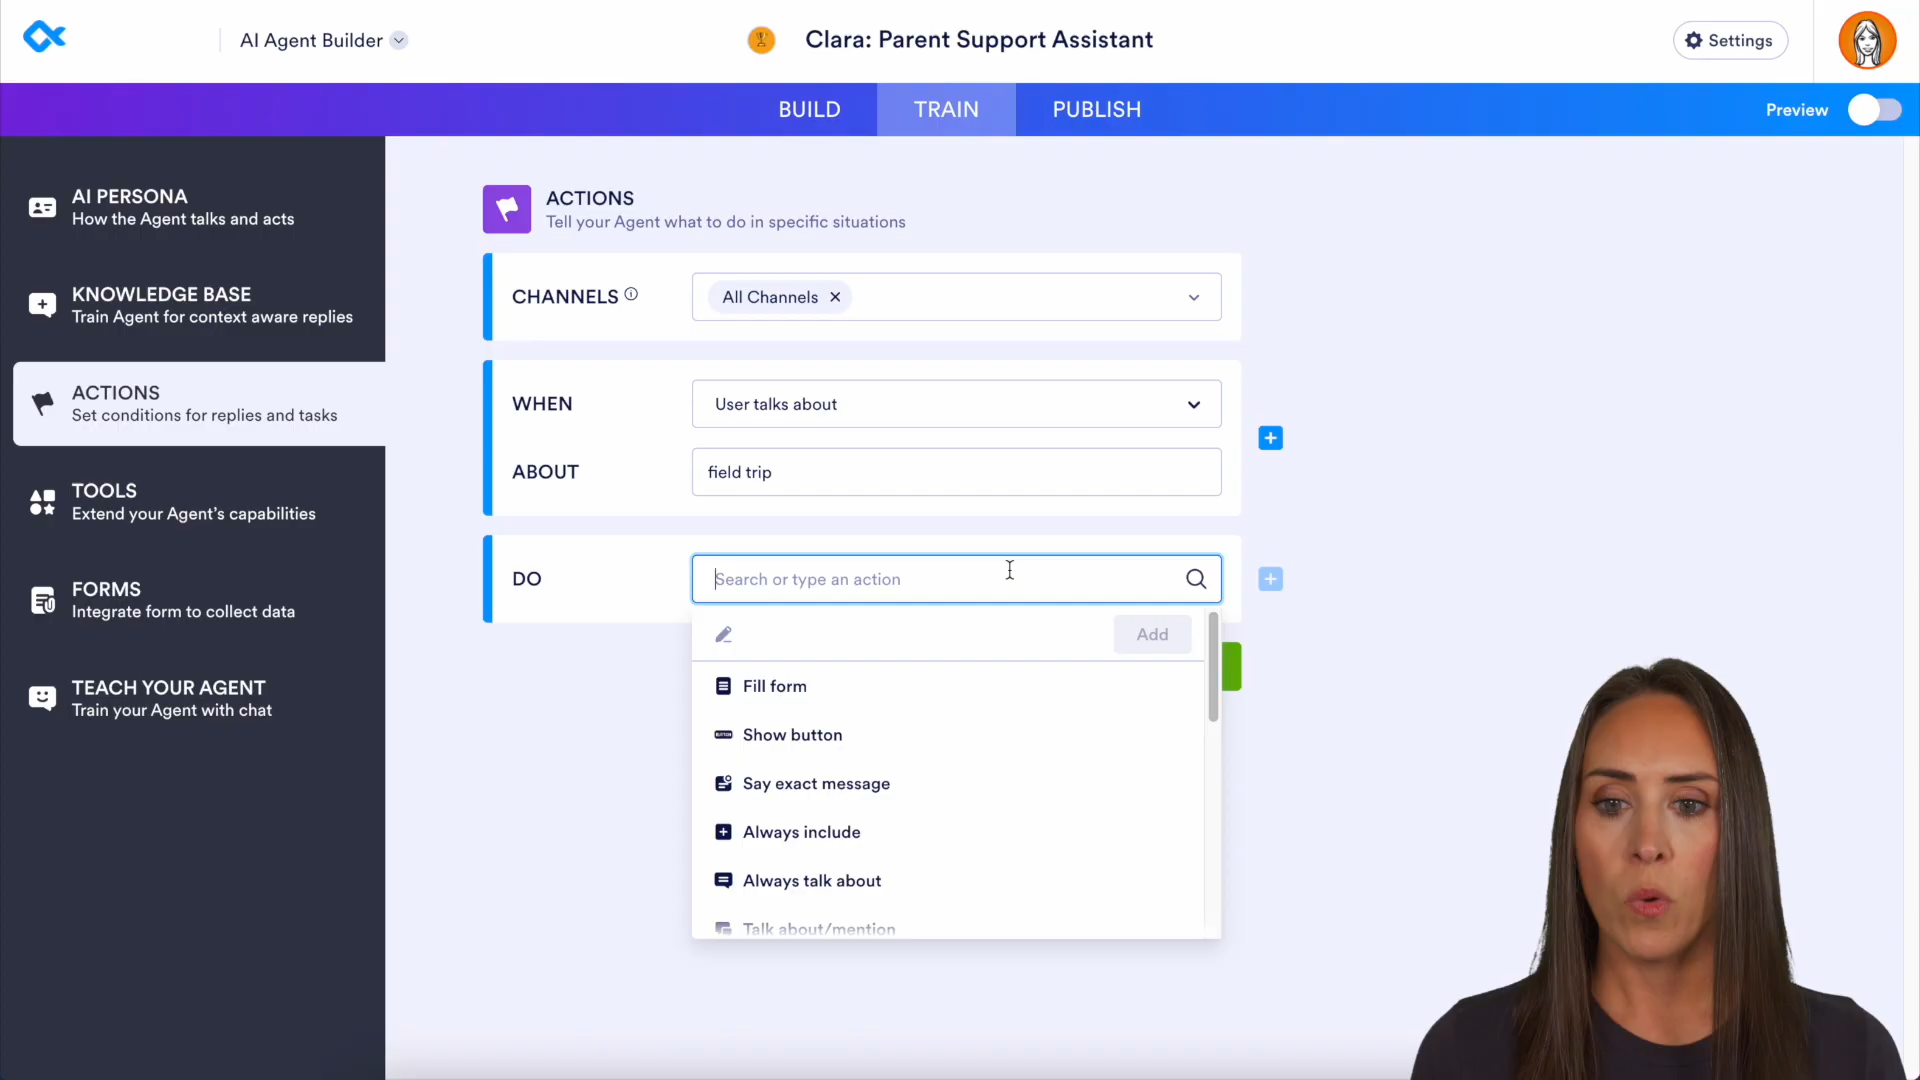 AI Agent Builder
Clara: Parent Support Assistant
Settings
BUILD
TRAIN
PUBLISH
Preview
AI PERSONA
How the Agent talks and acts
KNOWLEDGE BASE
Train Agent for context aware replies
ACTIONS
Set conditions for replies and tasks
TOOLS
Extend your Agent's capabilities
FORMS
Integrate form to collect data
TEACH YOUR AGENT
Train your Agent with chat
ACTIONS
Tell your Agent what to do in specific situations
CHANNELS
All Channels
WHEN
User talks about
ABOUT
field trip
DO
Search or type an action
Add
Fill form
Show button
Say exact message
Always include
Always talk about
Talk about/mention